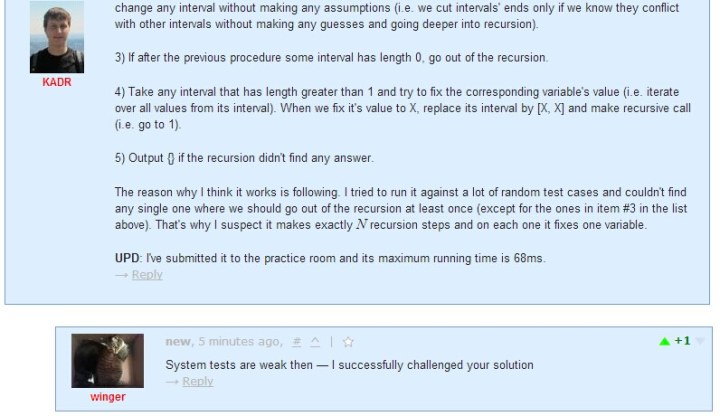 change any interval without making any assumptions (i.e. we cut intervals' ends only if we know they conflict
with other intervals without making any guesses and going deeper into recursion).
3) If after the previous procedure some interval has length 0, go out of the recursion.
KADR
4) Take any interval that has length greater than 1 and try to fix the corresponding variable's value (i.e. iterate
over all values from its interval). When we fix it's value to X, replace its interval by [X, X] and make recursive call
(i.e. go to 1).
5) Output {} if the recursion didn't find any answer.
The reason why I think it works is following. I tried to run it against a lot of random test cases and couldn't find
any single one where we should go out of the recursion at least once (except for the ones in item #3 in the list
above). That's why I suspect it makes exactly N recursion steps and on each one it fixes one variable.
UPD: I've submitted it to the practice room and its maximum running time is 68ms.
→ Reply
new, 5 minutes ago, # ^ | ☆ +1
System tests are weak then — I successfully challenged your solution
→ Reply
winger